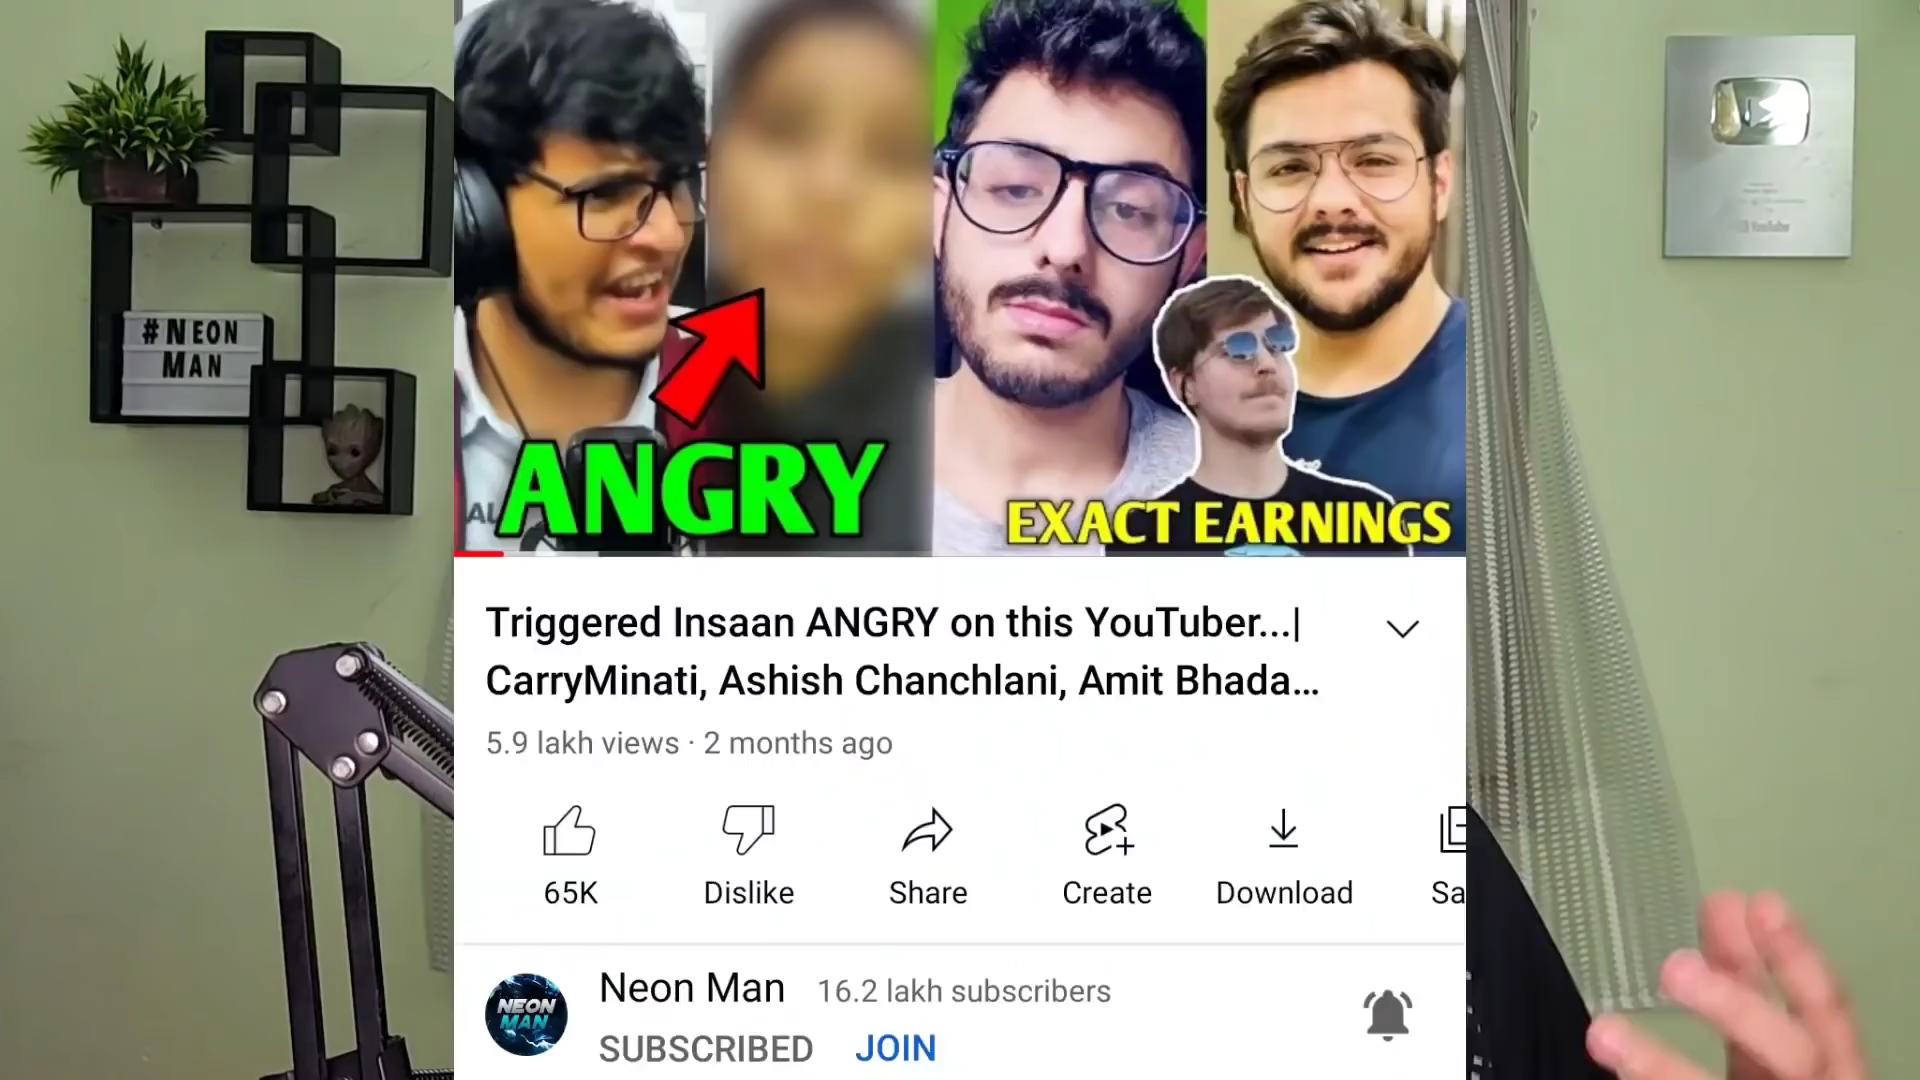 #NEON
MAN
AL
ANGRY
EXACT EARNINGS
Triggered Insaan ANGRY on this YouTuber...|
CarryMinati, Ashish Chanchlani, Amit Bhada...
5.9 lakh views · 2 months ago
65K
Dislike
Share
Create
Download
Sa
NEON
MAN
Neon Man
16.2 lakh subscribers
SUBSCRIBED
JOIN
YouTube